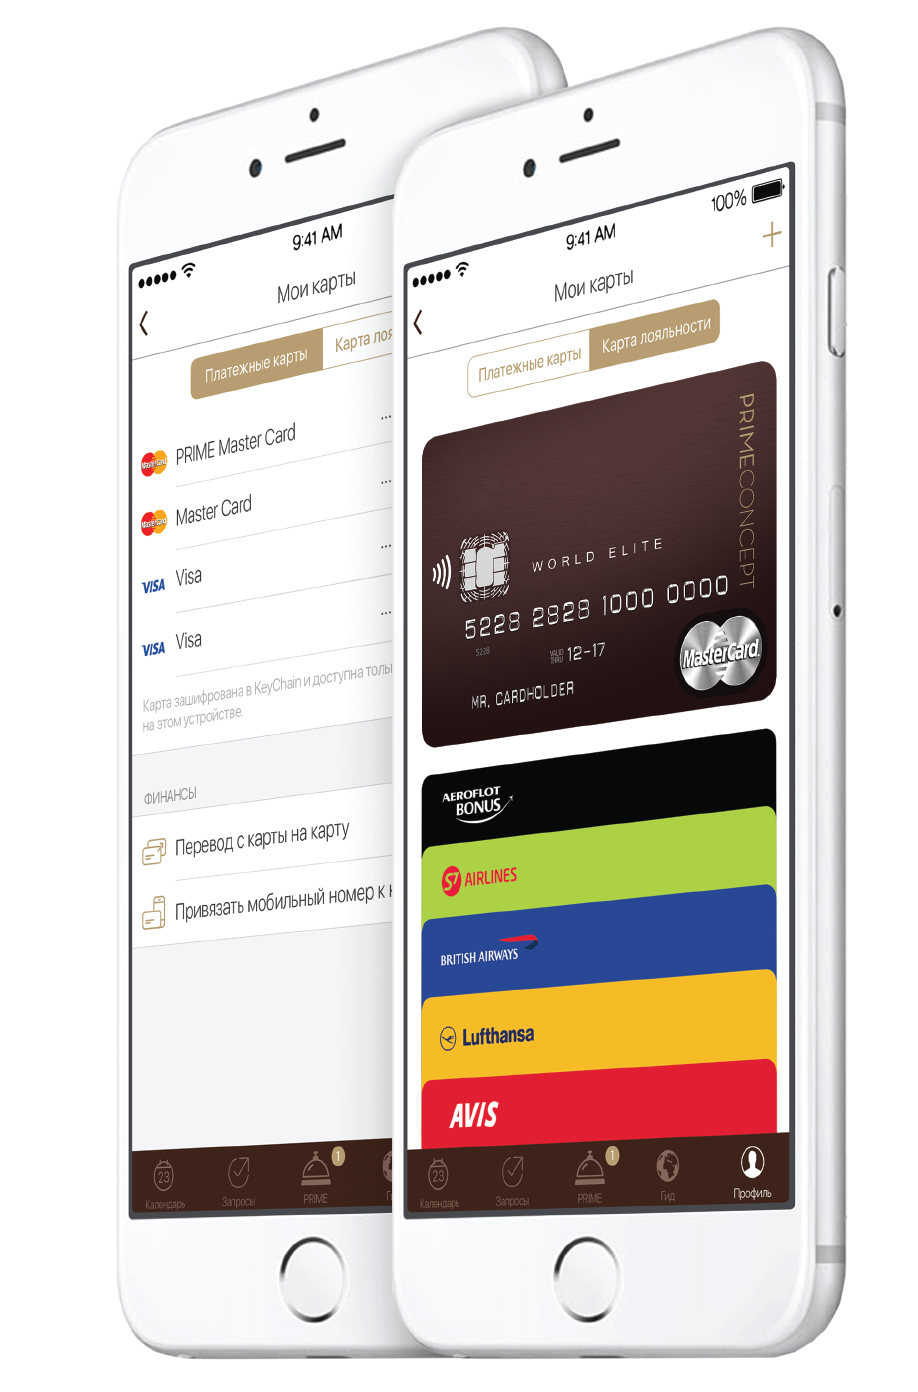 9:41 AM
Мои карты
Платежные карты
Карта лоя
PRIME Master Card
...
MasterCard
Master Card
...
MasterCard
VISA
Visa
...
VISA
Visa
...
Карта зашифрована в KeyChain и доступна толь
на этом устройстве.
ФИНАНСЫ
Перевод с карты на карту
Привязать мобильный номер к к
23
Календарь
Запросы
1
PRIME
100%
9:41 AM
+
Мои карты
Платежные карты
Карта лояльности
PRIMECONCEPT
WORLD ELITE
5228 2828 1000 0000
5228
VALID
THRU
12-17
MR. CARDHOLDER
MasterCard.
AEROFLOT
BONUS
S7 AIRLINES
BRITISH AIRWAYS
Lufthansa
AVIS
23
Календарь
Запросы
1
PRIME
Гид
Профиль